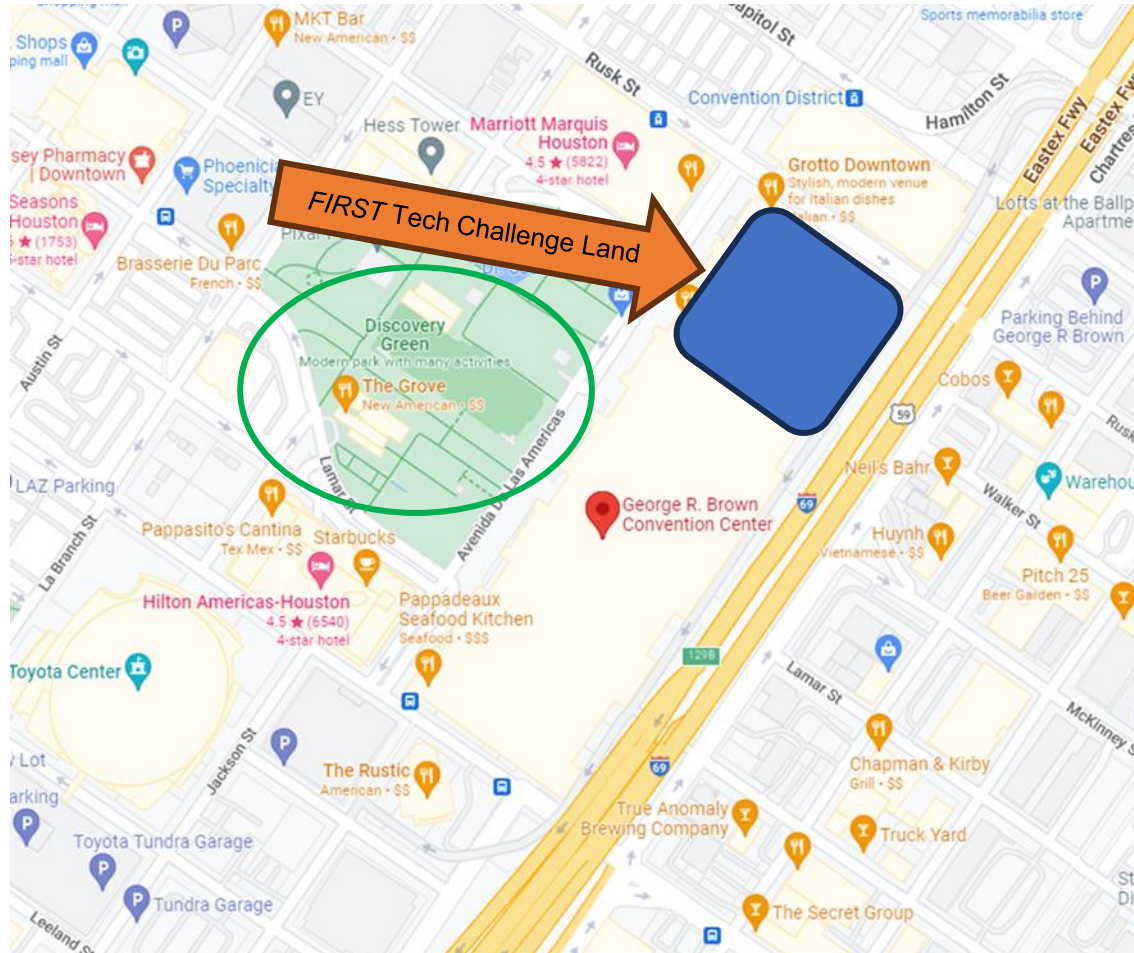 MKT Bar
New American • $$
Capitol St
Sports memorabilia store
Shops
ping mall
Rusk St
EY
Convention District
Hamilton St
Eastex Fwy
Eastex Fwy
Chartres
Hess Tower
Marriott Marquis
Houston
4.5 ★ (5822)
4-star hotel
sey Pharmacy
| Downtown
Phoenicia
Specialty
Grotto Downtown
Stylish, modern venue
for Italian dishes
Italian • $$
Lofts at the Ballp
Apartme
Seasons
Houston
★ (1753)
-star hotel
FIRST Tech Challenge Land
Brasserie Du Parc
French • $$
Parking Behind
George R Brown
Discovery
Green
Modern park with many activities
Austin St
The Grove
New American • $$
Cobos
59
Rusk
LAZ Parking
Lamar St
Avenida De Las Americas
Neil's Bahr
Warehou
Walker St
69
George R. Brown
Convention Center
Pappasito's Cantina
Tex Mex • $$
Starbucks
Huynh
Vietnamese • $$
La Branch St
Pitch 25
Beer Garden • $$
Hilton Americas-Houston
4.5 ★ (6540)
4-star hotel
Pappadeaux
Seafood Kitchen
Seafood • $$$
129B
Toyota Center
Lamar St
McKinney S
Jackson St
Lot
arking
The Rustic
American • $$
69
Chapman & Kirby
Grill • $$
True Anomaly
Brewing Company
Truck Yard
Toyota Tundra Garage
Tundra Garage
The Secret Group
St
Di
Leeland St